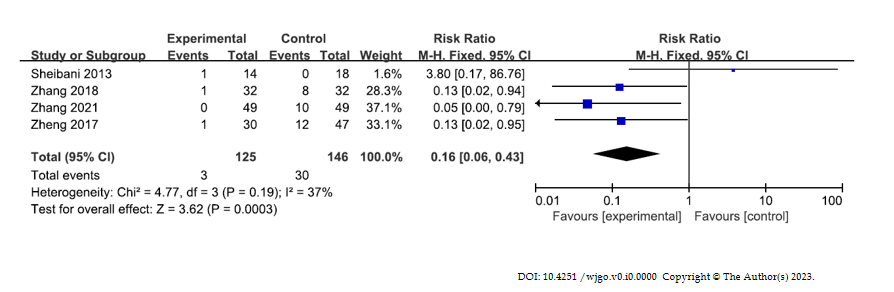 Experimental Control Risk Ratio Risk Ratio
Study or Subgroup Events Total Events Total Weight M-H. Fixed. 95% CI M-H. Fixed. 95% CI
Sheibani 2013 1 14 0 18 1.6% 3.80 [0.17, 86.76]
Zhang 2018 1 32 8 32 28.3% 0.13 [0.02, 0.94]
Zhang 2021 0 49 10 49 37.1% 0.05 [0.00, 0.79]
Zheng 2017 1 30 12 47 33.1% 0.13 [0.02, 0.95]
Total (95% CI) 125 146 100.0% 0.16 [0.06, 0.43]
Total events 3 30
Heterogeneity: Chi² = 4.77, df = 3 (P = 0.19); I² = 37%
Test for overall effect: Z = 3.62 (P = 0.0003)
0.01 0.1 1 10 100
Favours [experimental] Favours [control]
DOI: 10.4251 /wjgo.v0.i0.0000 Copyright © The Author(s) 2023.